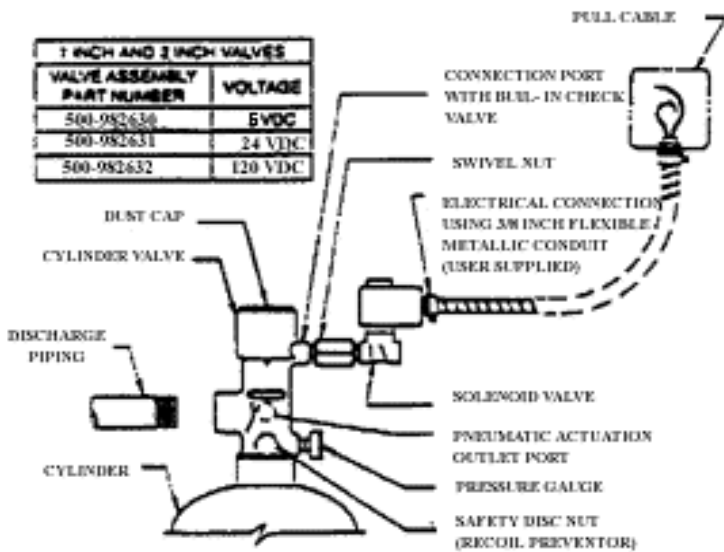 PULL CABLE
1 INCH AND 2 INCH VALVES
VALVE ASSEMBLY PART NUMBER
VOLTAGE
500-982630
6 VDC
500-982631
24 VDC
500-982632
120 VDC
CONNECTION PORT
WITH BUIL- IN CHECK
VALVE
SWIVEL NUT
ELECTRICAL CONNECTION
USING 3/8 INCH FLEXIBLE
METALLIC CONDUIT
(USER SUPPLIED)
DUST CAP
CYLINDER VALVE
DISCHARGE
PIPING
CYLINDER
SOLENOID VALVE
PNEUMATIC ACTUATION
OUTLET PORT
PRESSURE GAUGE
SAFETY DISC NUT
(RECOIL PREVENTOR)